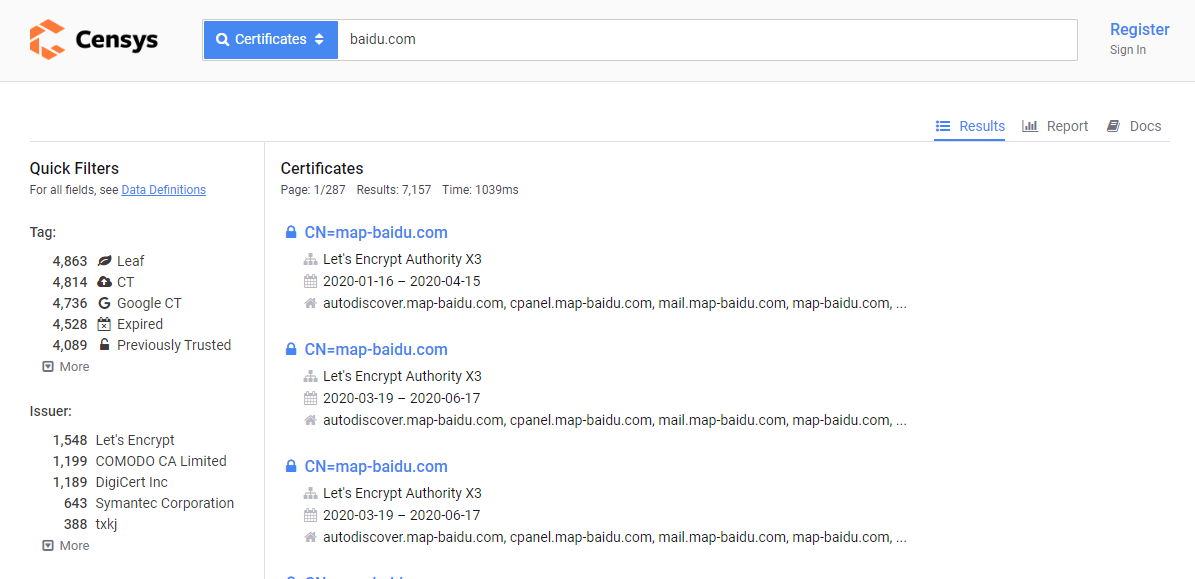 Censys
Certificates
baidu.com
Register
Sign In
Results
Report
Docs
Quick Filters
For all fields, see Data Definitions
Tag:
4,863 Leaf
4,814 CT
4,736 Google CT
4,528 Expired
4,089 Previously Trusted
More
Issuer:
1,548 Let's Encrypt
1,199 COMODO CA Limited
1,189 DigiCert Inc
643 Symantec Corporation
388 txkj
More
Certificates
Page: 1/287 Results: 7,157 Time: 1039ms
CN=map-baidu.com
Let's Encrypt Authority X3
2020-01-16 – 2020-04-15
autodiscover.map-baidu.com, cpanel.map-baidu.com, mail.map-baidu.com, map-baidu.com, ...
CN=map-baidu.com
Let's Encrypt Authority X3
2020-03-19 – 2020-06-17
autodiscover.map-baidu.com, cpanel.map-baidu.com, mail.map-baidu.com, map-baidu.com, ...
CN=map-baidu.com
Let's Encrypt Authority X3
2020-03-19 – 2020-06-17
autodiscover.map-baidu.com, cpanel.map-baidu.com, mail.map-baidu.com, map-baidu.com, ...